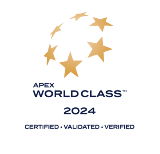 APEX
WORLD CLASS™
2024
CERTIFIED • VALIDATED • VERIFIED